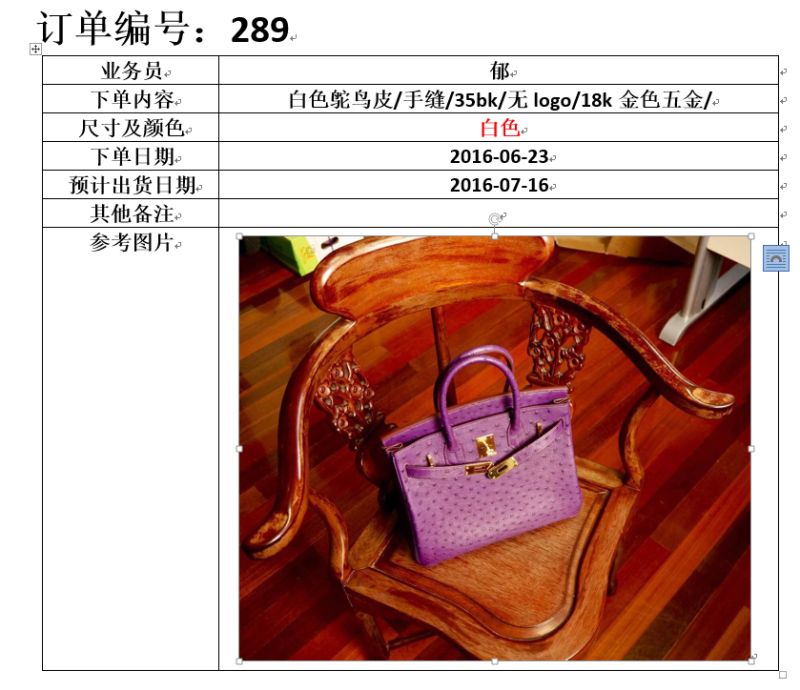 订单编号：289
业务员 郁
下单内容 白色鸵鸟皮/手缝/35bk/无 logo/18k 金色五金/
尺寸及颜色 白色
下单日期 2016-06-23
预计出货日期 2016-07-16
其他备注
参考图片